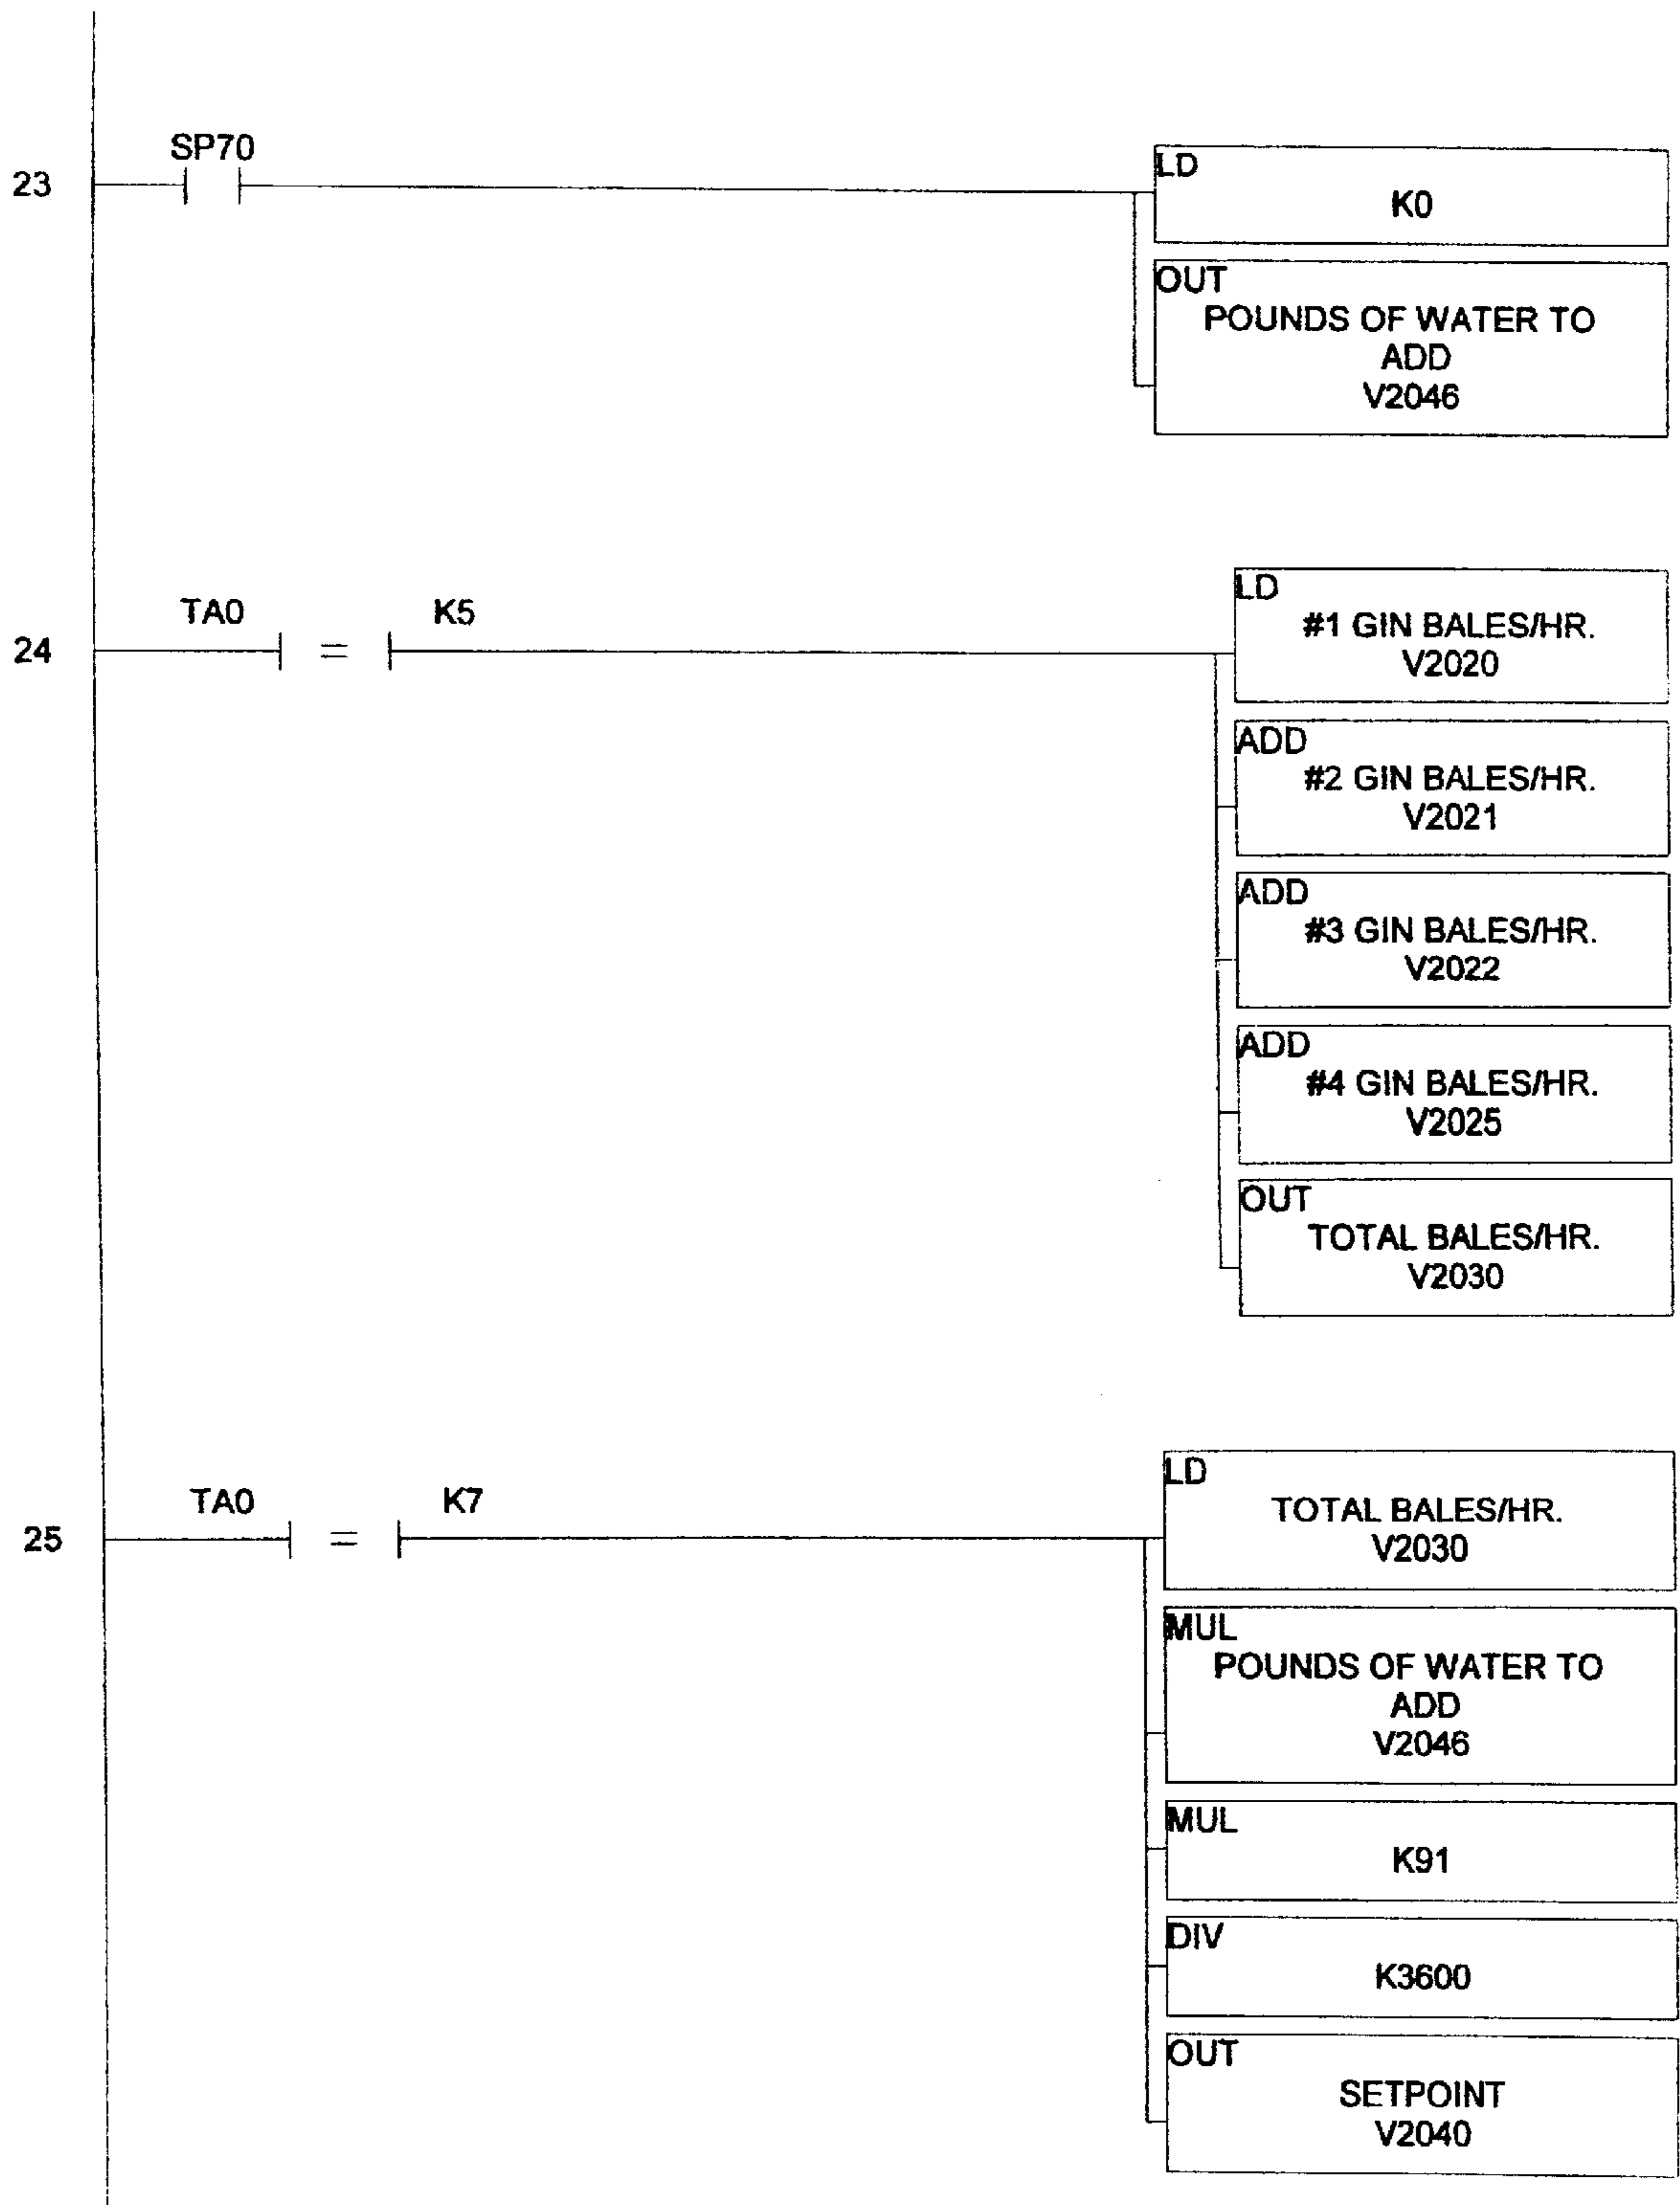 SP70
23
LD
K0
OUT
POUNDS OF WATER TO
ADD
V2046
TA0 = K5
24
LD
#1 GIN BALES/HR.
V2020
ADD
#2 GIN BALES/HR.
V2021
ADD
#3 GIN BALES/HR.
V2022
ADD
#4 GIN BALES/HR.
V2025
OUT
TOTAL BALES/HR.
V2030
TA0 = K7
25
LD
TOTAL BALES/HR.
V2030
MUL
POUNDS OF WATER TO
ADD
V2046
MUL
K91
DIV
K3600
OUT
SETPOINT
V2040